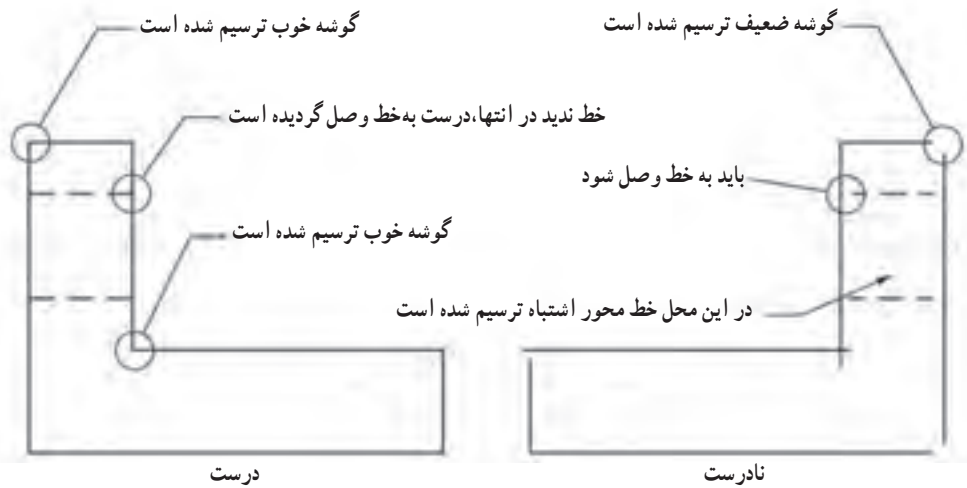 گوشه ضعیف ترسیم شده است
گوشه خوب ترسیم شده است
خط ندید در انتها،درست به‌خط وصل گردیده است
باید به خط وصل شود
گوشه خوب ترسیم شده است
در این محل خط محور اشتباه ترسیم شده است
نادرست
درست